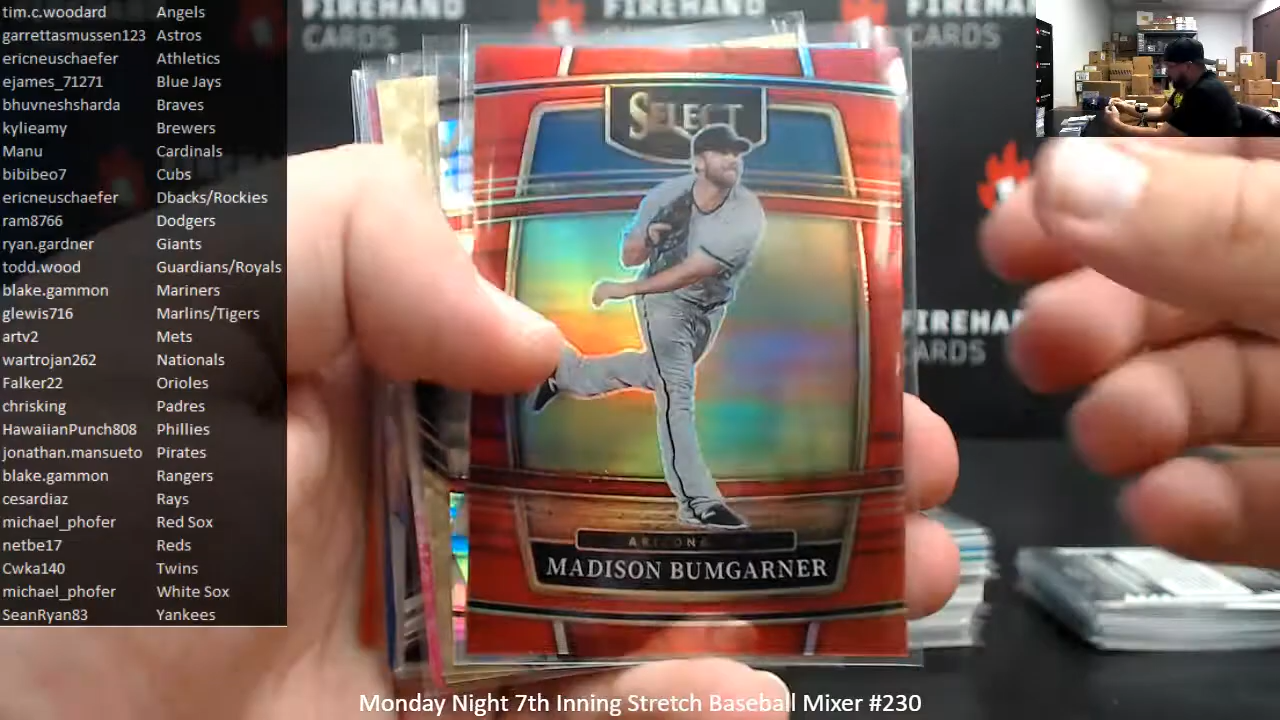 tim.c.woodard Angels
garrettasmussen123 Astros
ericneuschaefer Athletics
ejames_71271 Blue Jays
bhuvneshsharda Braves
kylieamy Brewers
Manu Cardinals
bibibeo7 Cubs
ericneuschaefer Dbacks/Rockies
ram8766 Dodgers
ryan.gardner Giants
todd.wood Guardians/Royals
blake.gammon Mariners
glewis716 Marlins/Tigers
artv2 Mets
wartrojan262 Nationals
Falker22 Orioles
chrisking Padres
HawaiianPunch808 Phillies
jonathan.mansueto Pirates
blake.gammon Rangers
cesardiaz Rays
michael_phofer Red Sox
netbe17 Reds
Cwka140 Twins
michael_phofer White Sox
SeanRyan83 Yankees
FIREHAND
CARDS
FIREHAND
CARDS
FIREHAN
CARDS
SELECT
FIREHAN
CARDS
ARIZONA
MADISON BUMGARNER
Monday Night 7th Inning Stretch Baseball Mixer #230